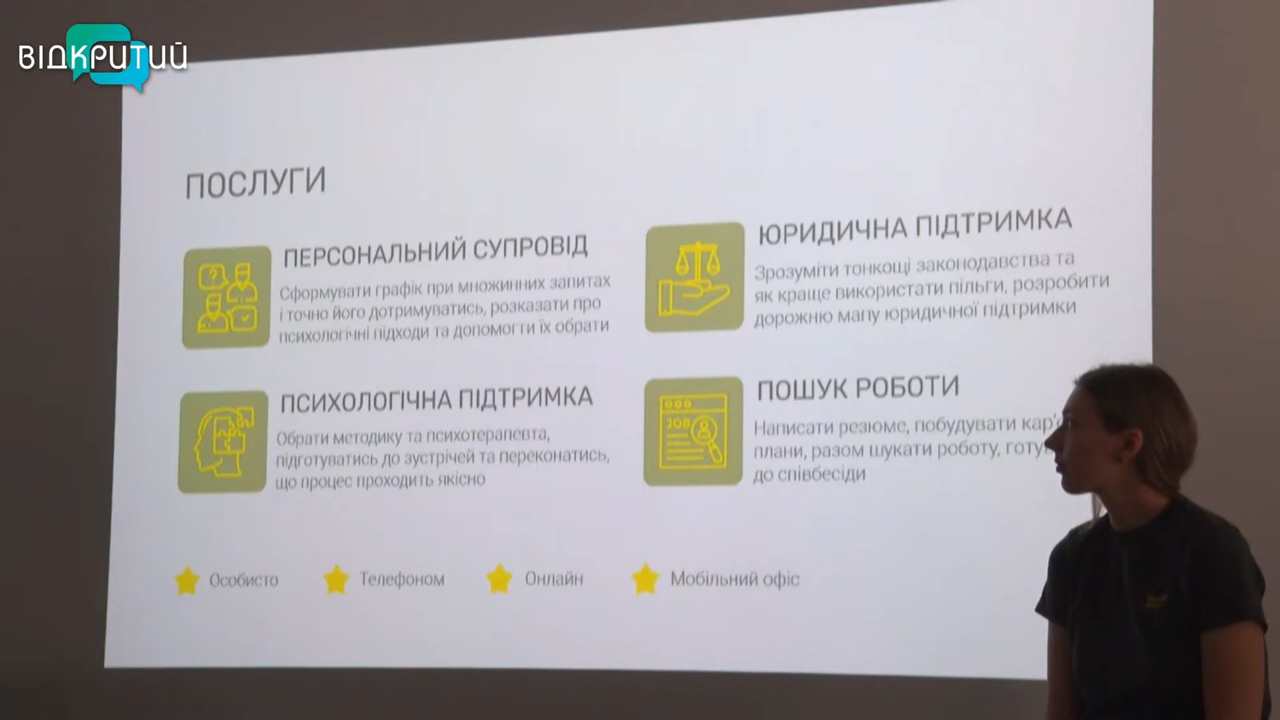 ВІДКРИТИЙ
ПОСЛУГИ
ПЕРСОНАЛЬНИЙ СУПРОВІД
Сформувати графік при множинних запитах
і точно його дотримуватись, розказати про
психологічні підходи та допомогти їх обрати
ЮРИДИЧНА ПІДТРИМКА
Зрозуміти тонкощі законодавства та
як краще використати пільги, розробити
дорожню мапу юридичної підтримки
ПСИХОЛОГІЧНА ПІДТРИМКА
Обрати методику та психотерапевта,
підготуватись до зустрічей та переконатись,
що процес проходить якісно
JOB
ПОШУК РОБОТИ
Написати резюме, побудувати
плани, разом шукати роботу,
до співбесіди
Особисто
Телефоном
Онлайн
Мобільний офіс